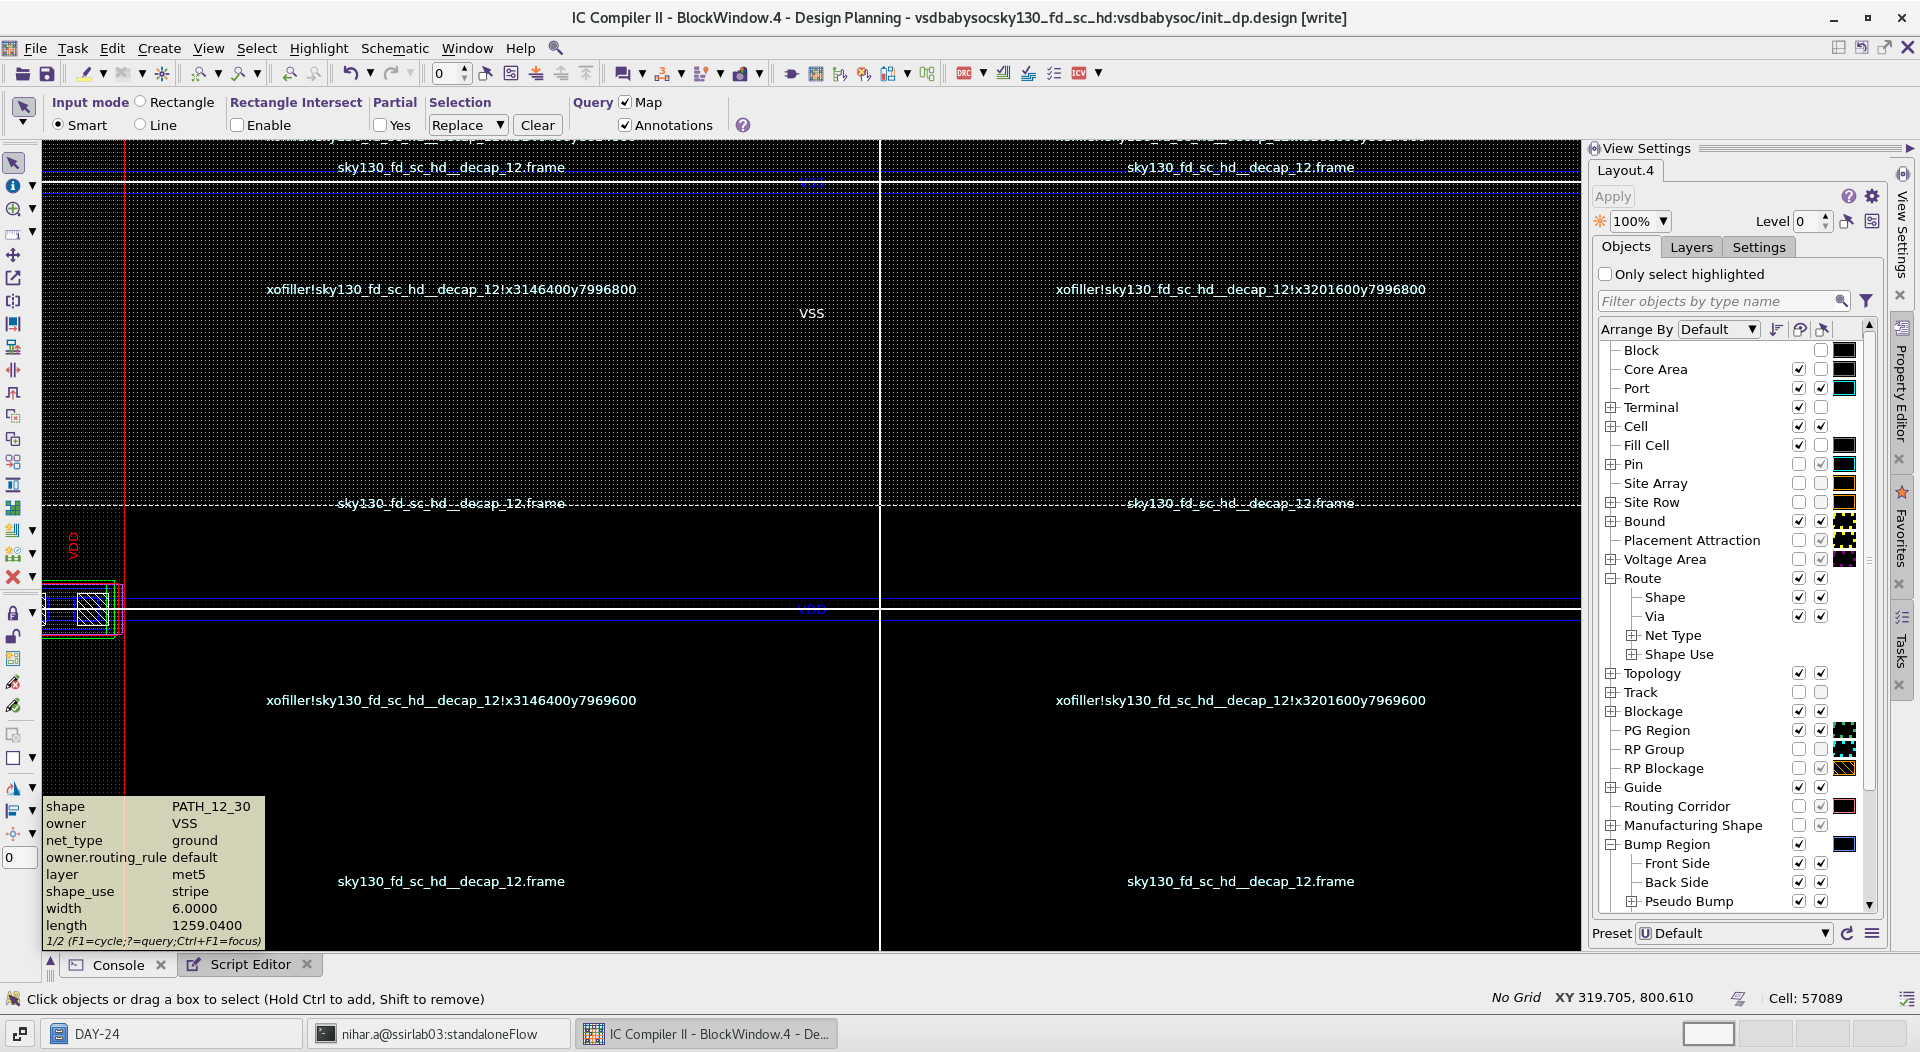 IC Compiler II - BlockWindow.4 - Design Planning - vsdbabysocsky130_fd_sc_hd:vsdbabysoc/init_dp.design [write]
File Task Edit Create View Select Highlight Schematic Window Help
0
DRC
ICV
Input mode Rectangle Rectangle Intersect Partial Selection Query Map
Smart Line Enable Yes Replace Clear Annotations
sky130_fd_sc_hd__decap_12.frame sky130_fd_sc_hd__decap_12.frame
VSS
xofiller!sky130_fd_sc_hd__decap_12!x3146400y7996800 xofiller!sky130_fd_sc_hd__decap_12!x3201600y7996800
VSS
sky130_fd_sc_hd__decap_12.frame sky130_fd_sc_hd__decap_12.frame
VDD
VDD
xofiller!sky130_fd_sc_hd__decap_12!x3146400y7969600 xofiller!sky130_fd_sc_hd__decap_12!x3201600y7969600
sky130_fd_sc_hd__decap_12.frame sky130_fd_sc_hd__decap_12.frame
0
shape PATH_12_30
owner VSS
net_type ground
owner.routing_rule default
layer met5
shape_use stripe
width 6.0000
length 1259.0400
1/2 (F1=cycle;?=query;Ctrl+F1=focus)
View Settings
Layout.4
Apply
100% Level 0
Objects Layers Settings
Only select highlighted
Filter objects by type name
Arrange By Default
Block
Core Area
Port
Terminal
Cell
Fill Cell
Pin
Site Array
Site Row
Bound
Placement Attraction
Voltage Area
Route
Shape
Via
Net Type
Shape Use
Topology
Track
Blockage
PG Region
RP Group
RP Blockage
Guide
Routing Corridor
Manufacturing Shape
Bump Region
Front Side
Back Side
Pseudo Bump
Preset Default
View Settings
Property Editor
Favorites
Tasks
Console Script Editor
Click objects or drag a box to select (Hold Ctrl to add, Shift to remove) No Grid XY 319.705, 800.610 Cell: 57089
DAY-24 nihar.a@ssirlab03:standaloneFlow IC Compiler II - BlockWindow.4 - De...